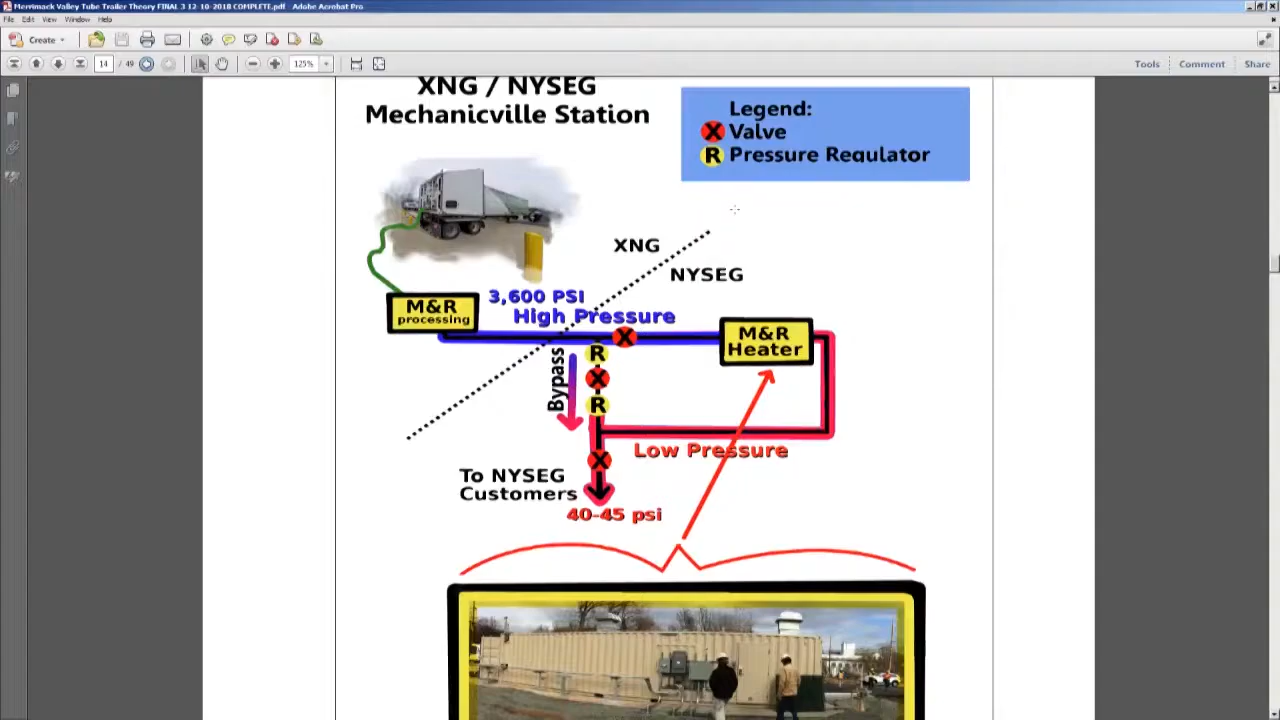 Merrimack Valley Tube Trailer Theory FINAL 3 12-10-2018 COMPLETE.pdf - Adobe Acrobat Pro
File Edit View Window Help
Create
14 / 49 125% Tools Comment Share
XNG / NYSEG
Mechanicville Station
Legend:
X Valve
R Pressure Regulator
XNG
NYSEG
M&R
processing
3,600 PSI
High Pressure
X
M&R
Heater
Bypass
R
X
R
Low Pressure
X
To NYSEG
Customers
40-45 psi